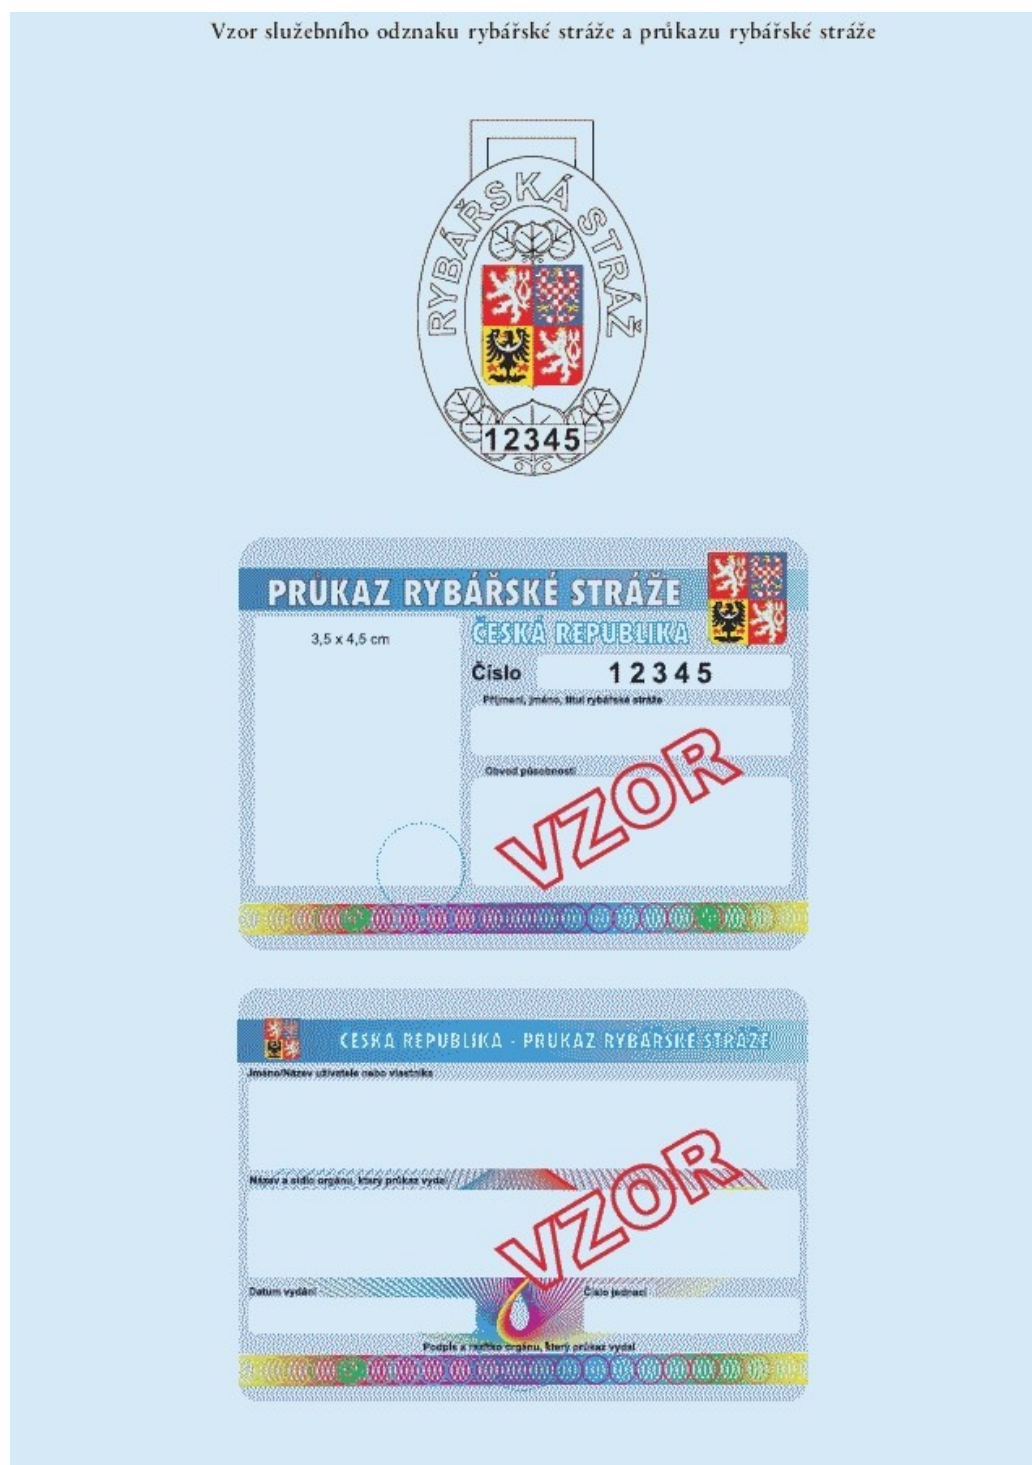 Vzor služebního odznaku rybářské stráže a průkazu rybářské stráže
RYBÁŘSKÁ STRÁŽ
12345
PRŮKAZ RYBÁŘSKÉ STRÁŽE
3,5 x 4,5 cm
ČESKÁ REPUBLIKA
Číslo 12345
Příjmení, jméno, titul rybářské stráže
Obvod působnosti
VZOR
ČESKÁ REPUBLIKA - PRŮKAZ RYBÁŘSKÉ STRÁŽE
Jméno/Název uživatele nebo vlastníka
Název a sídlo orgánu, který průkaz vydal
VZOR
Datum vydání Číslo jednací
Podpis a razítko orgánu, který průkaz vydal